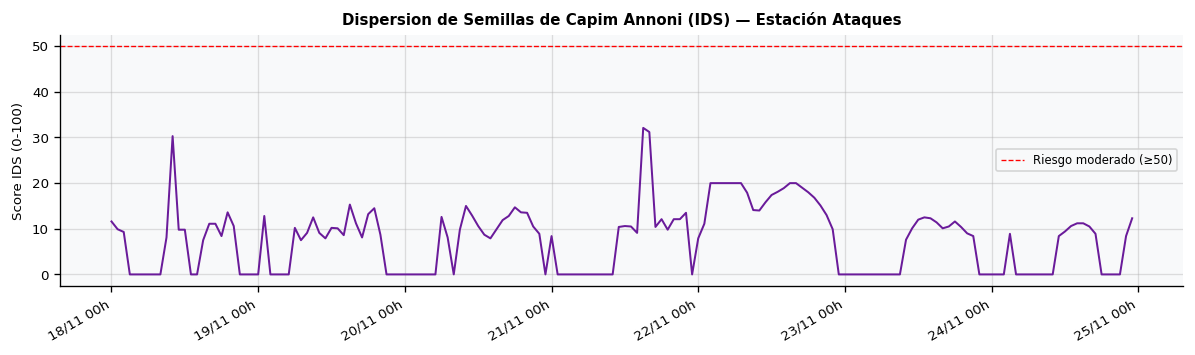 Dispersion de Semillas de Capim Annoni (IDS) — Estación Ataques
Score IDS (0-100)
50
40
30
20
10
0
Riesgo moderado (≥50)
18/11 00h
19/11 00h
20/11 00h
21/11 00h
22/11 00h
23/11 00h
24/11 00h
25/11 00h